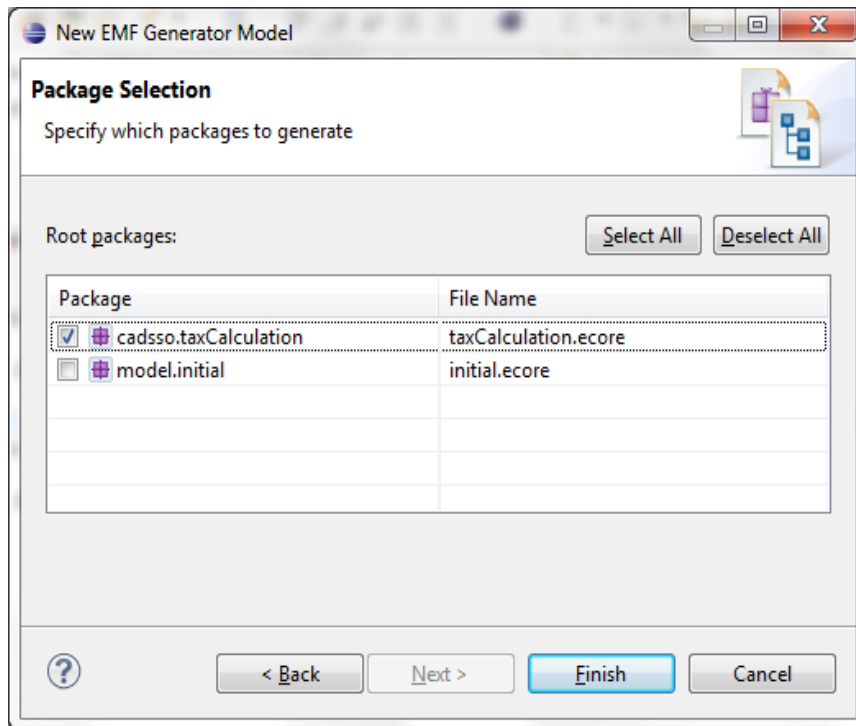 New EMF Generator Model
Package Selection
Specify which packages to generate
Root packages:
Select All
Deselect All
Package
File Name
cadsso.taxCalculation
taxCalculation.ecore
model.initial
initial.ecore
?
< Back
Next >
Finish
Cancel